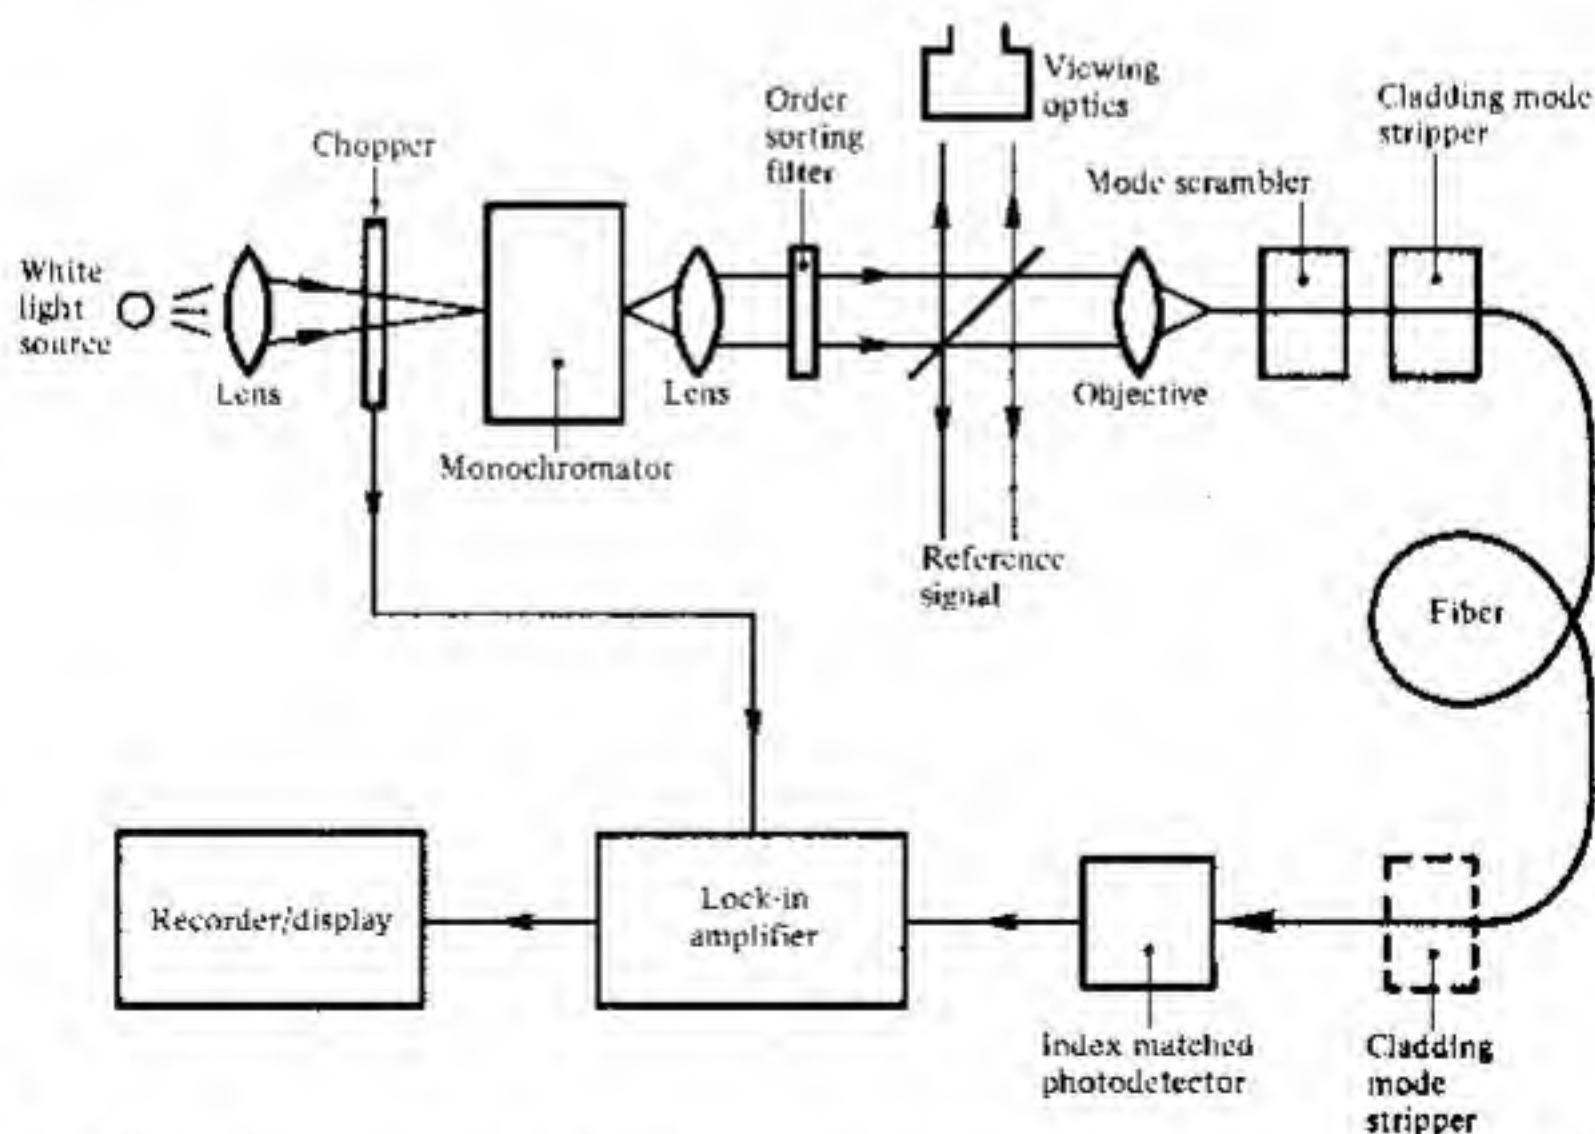 Viewing
optics
Order
sorting
filter
Cladding mode
stripper
Chopper
Mode scrambler
White
light
source
Lens
Lens
Objective
Monochromator
Reference
signal
Fiber
Recorder/display
Lock-in
amplifier
Index matched
photodetector
Cladding
mode
stripper